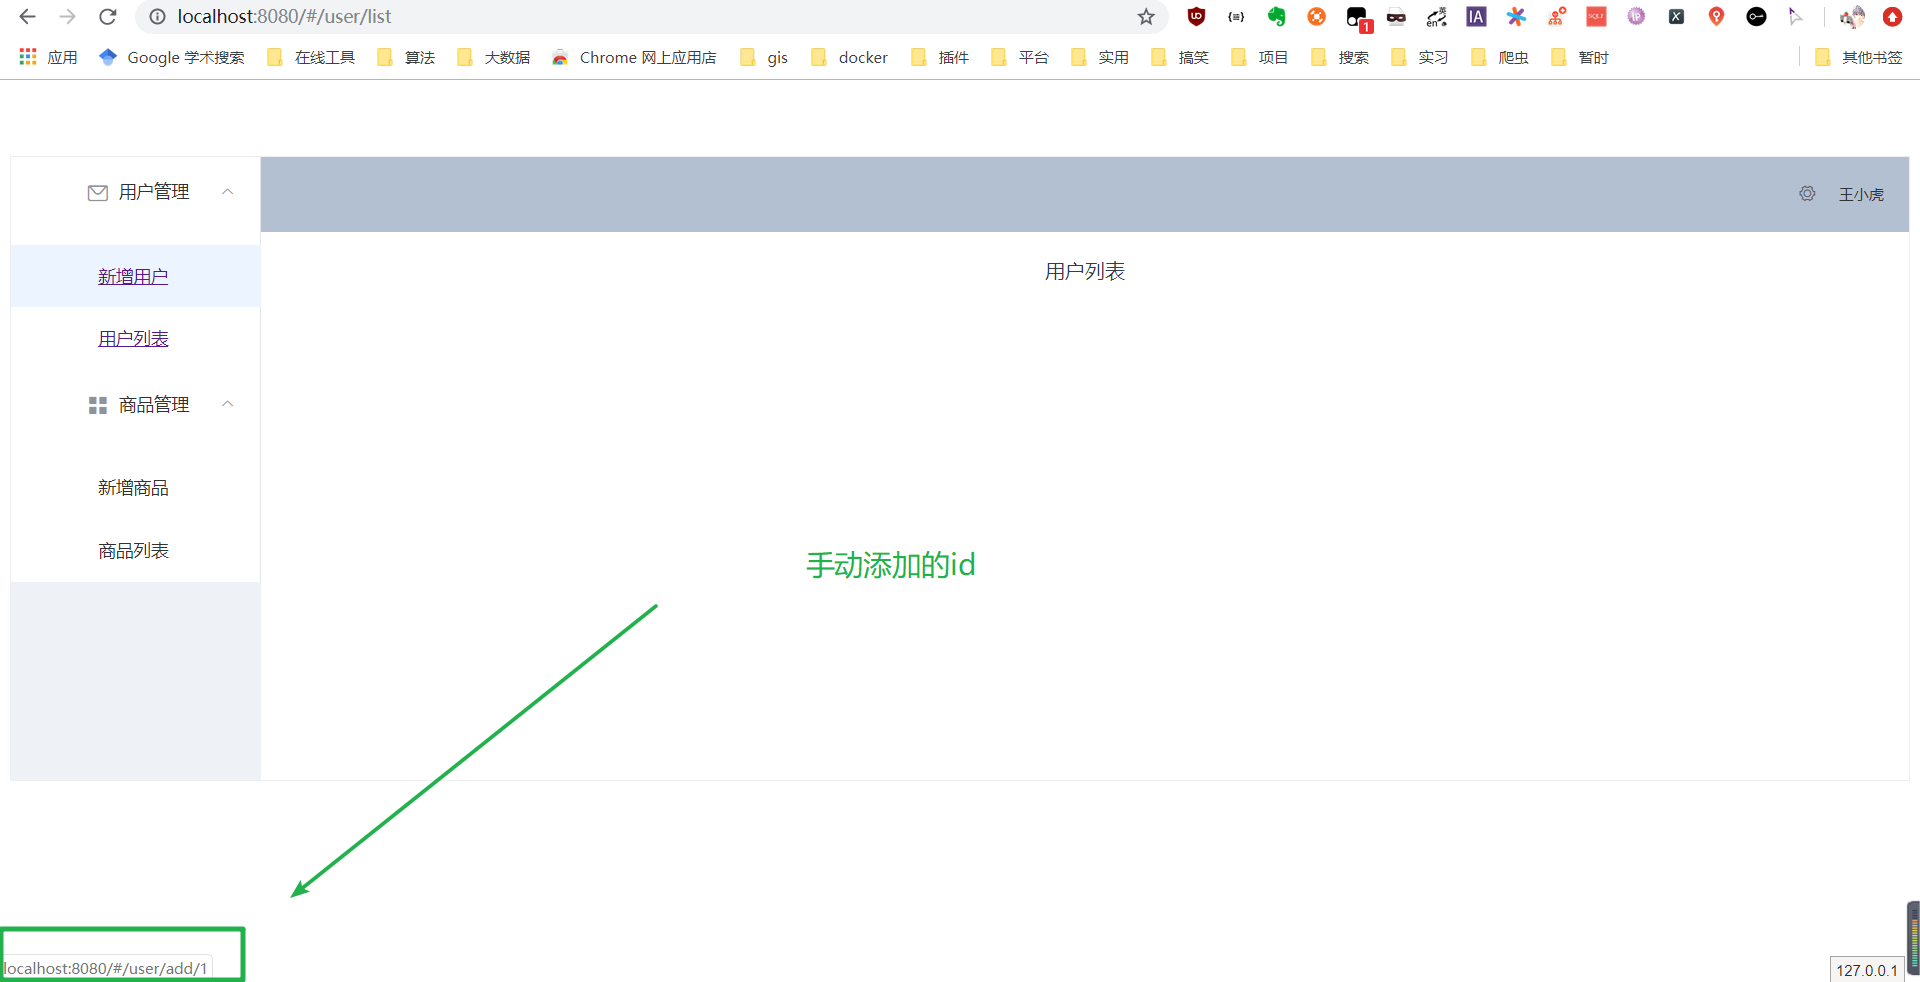 localhost:8080/#/user/list
1
应用 Google 学术搜索 在线工具 算法 大数据 Chrome 网上应用店 gis docker 插件 平台 实用 搞笑 项目 搜索 实习 爬虫 暂时 其他书签
用户管理
王小虎
新增用户
用户列表
用户列表
商品管理
新增商品
商品列表
手动添加的id
localhost:8080/#/user/add/1
127.0.0.1